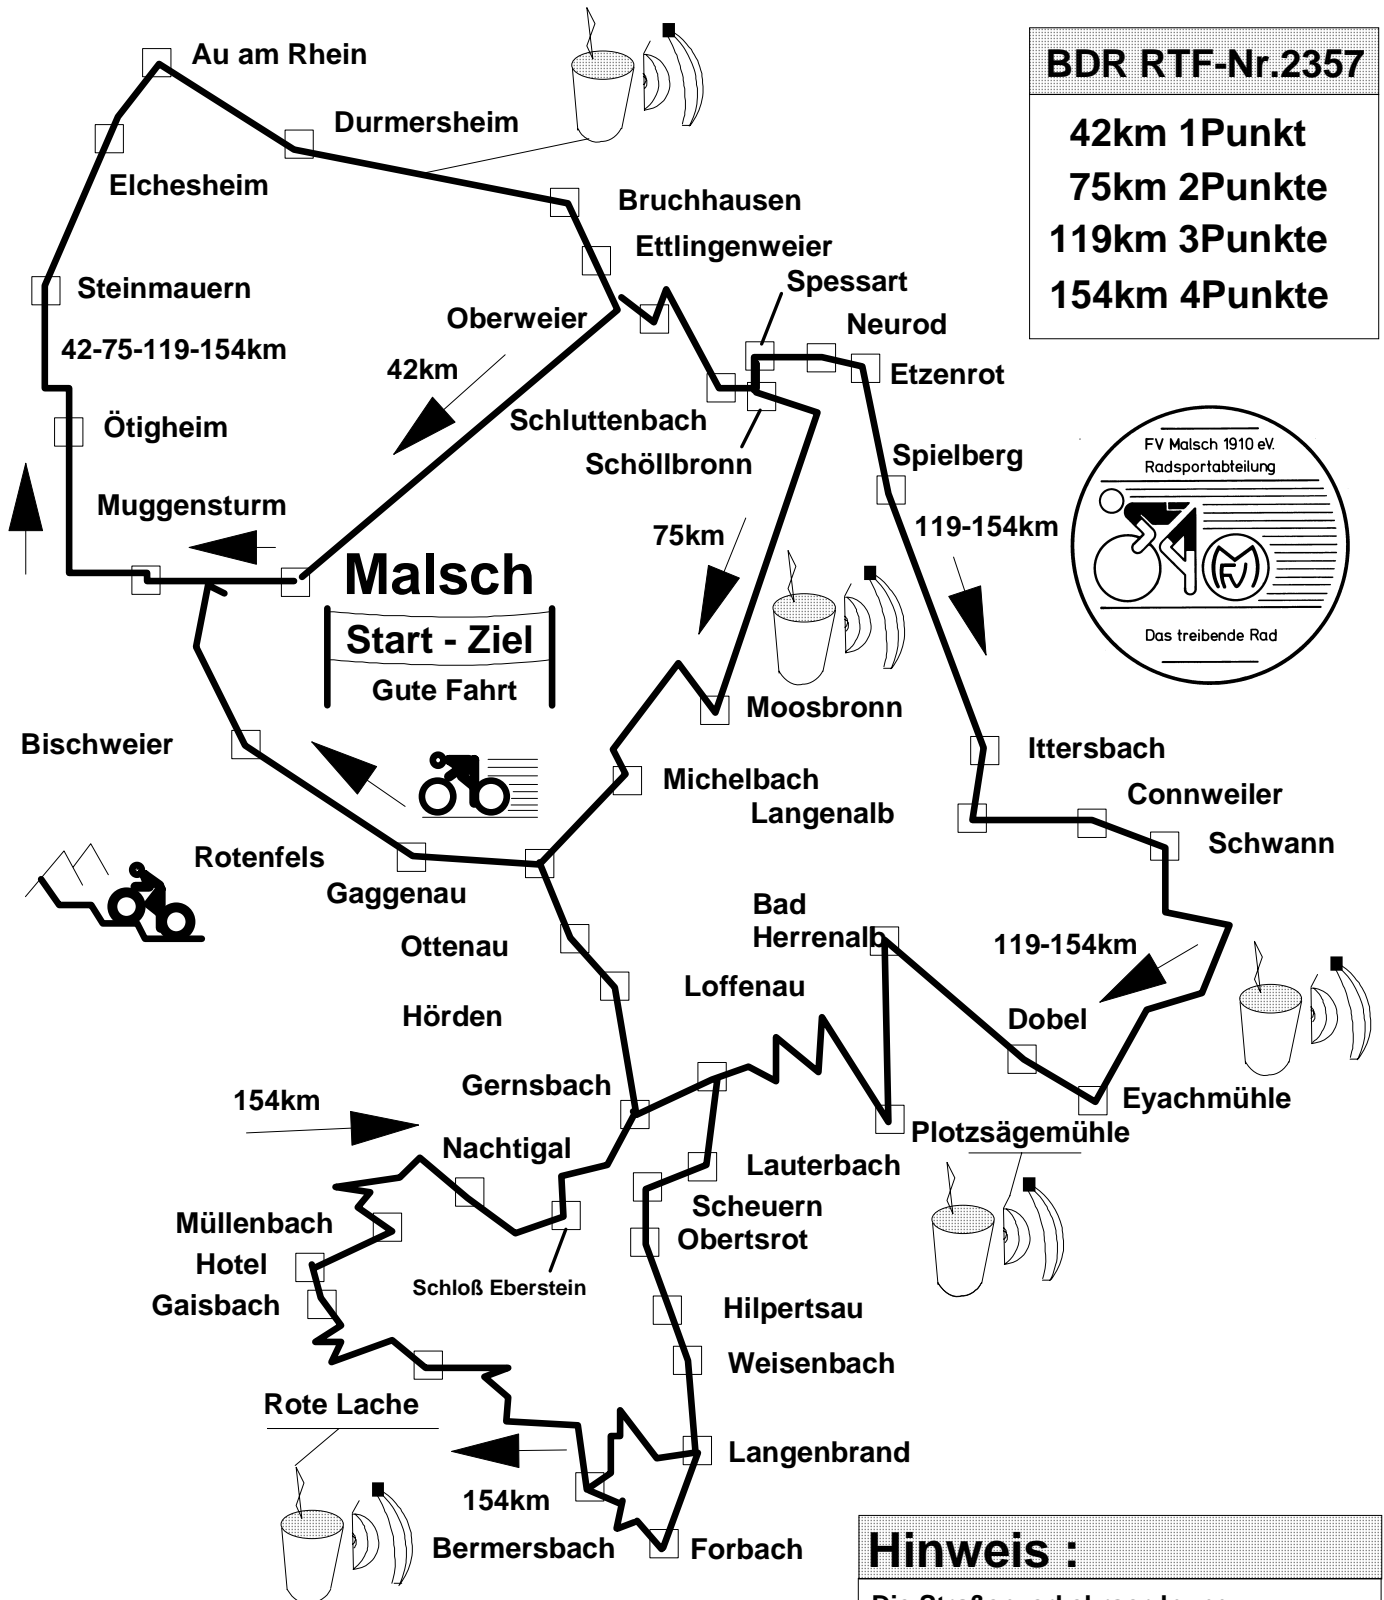 Au am Rhein
BDR RTF-Nr.2357
42km 1Punkt
75km 2Punkte
119km 3Punkte
154km 4Punkte
Durmersheim
Elchesheim
Bruchhausen
Ettlingenweier
Spessart
Steinmauern
Oberweier
Neurod
42-75-119-154km
42km
Etzenrot
Ötigheim
Schluttenbach
Schöllbronn
FV Malsch 1910 eV.
Radsportabteilung
MFV
Das treibende Rad
Spielberg
Muggensturm
75km
119-154km
Malsch
Start - Ziel
Gute Fahrt
Moosbronn
Bischweier
Ittersbach
Michelbach
Connweiler
Langenalb
Schwann
Rotenfels
Gaggenau
Bad
Herrenalb
Ottenau
119-154km
Loffenau
Hörden
Dobel
Gernsbach
154km
Eyachmühle
Plotzsägemühle
Nachtigal
Lauterbach
Scheuern
Müllenbach
Obertsrot
Hotel
Schloß Eberstein
Gaisbach
Hilpertsau
Weisenbach
Rote Lache
Langenbrand
154km
Bermersbach
Forbach
Hinweis :